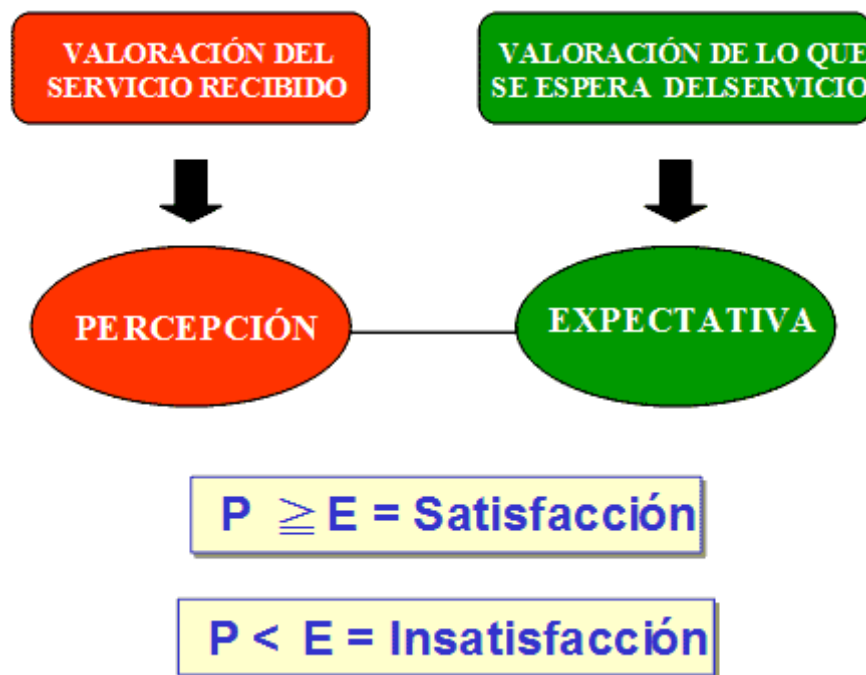 VALORACIÓN DEL
SERVICIO RECIBIDO
VALORACIÓN DE LO QUE
SE ESPERA DELSERVICIO
PERCEPCIÓN
EXPECTATIVA
P ≧ E = Satisfacción
P < E = Insatisfacción